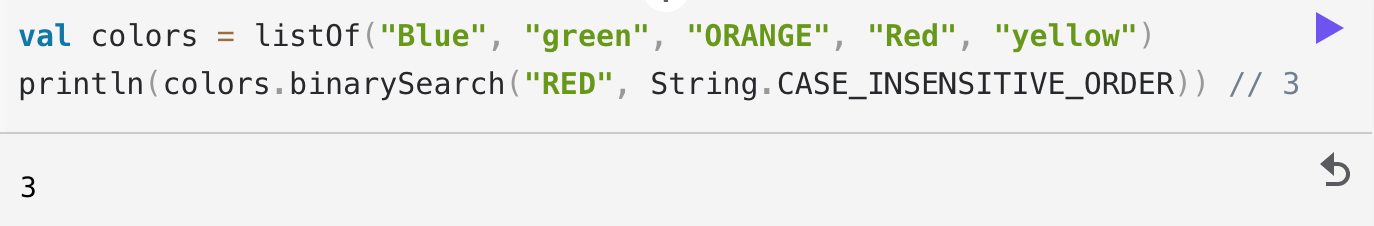 val colors = listOf("Blue", "green", "ORANGE", "Red", "yellow")
println(colors.binarySearch("RED", String.CASE_INSENSITIVE_ORDER)) // 3
3